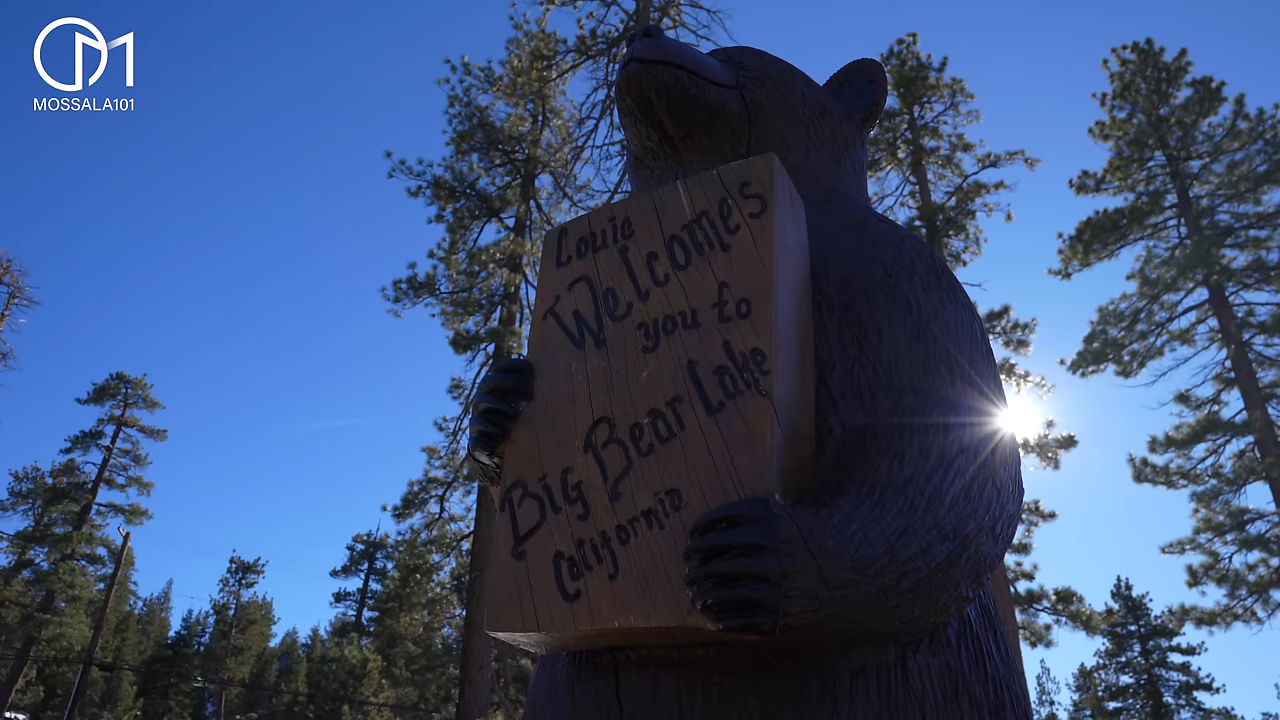 MOSSALA101
Louie
Welcomes
you to
Big Bear Lake
California